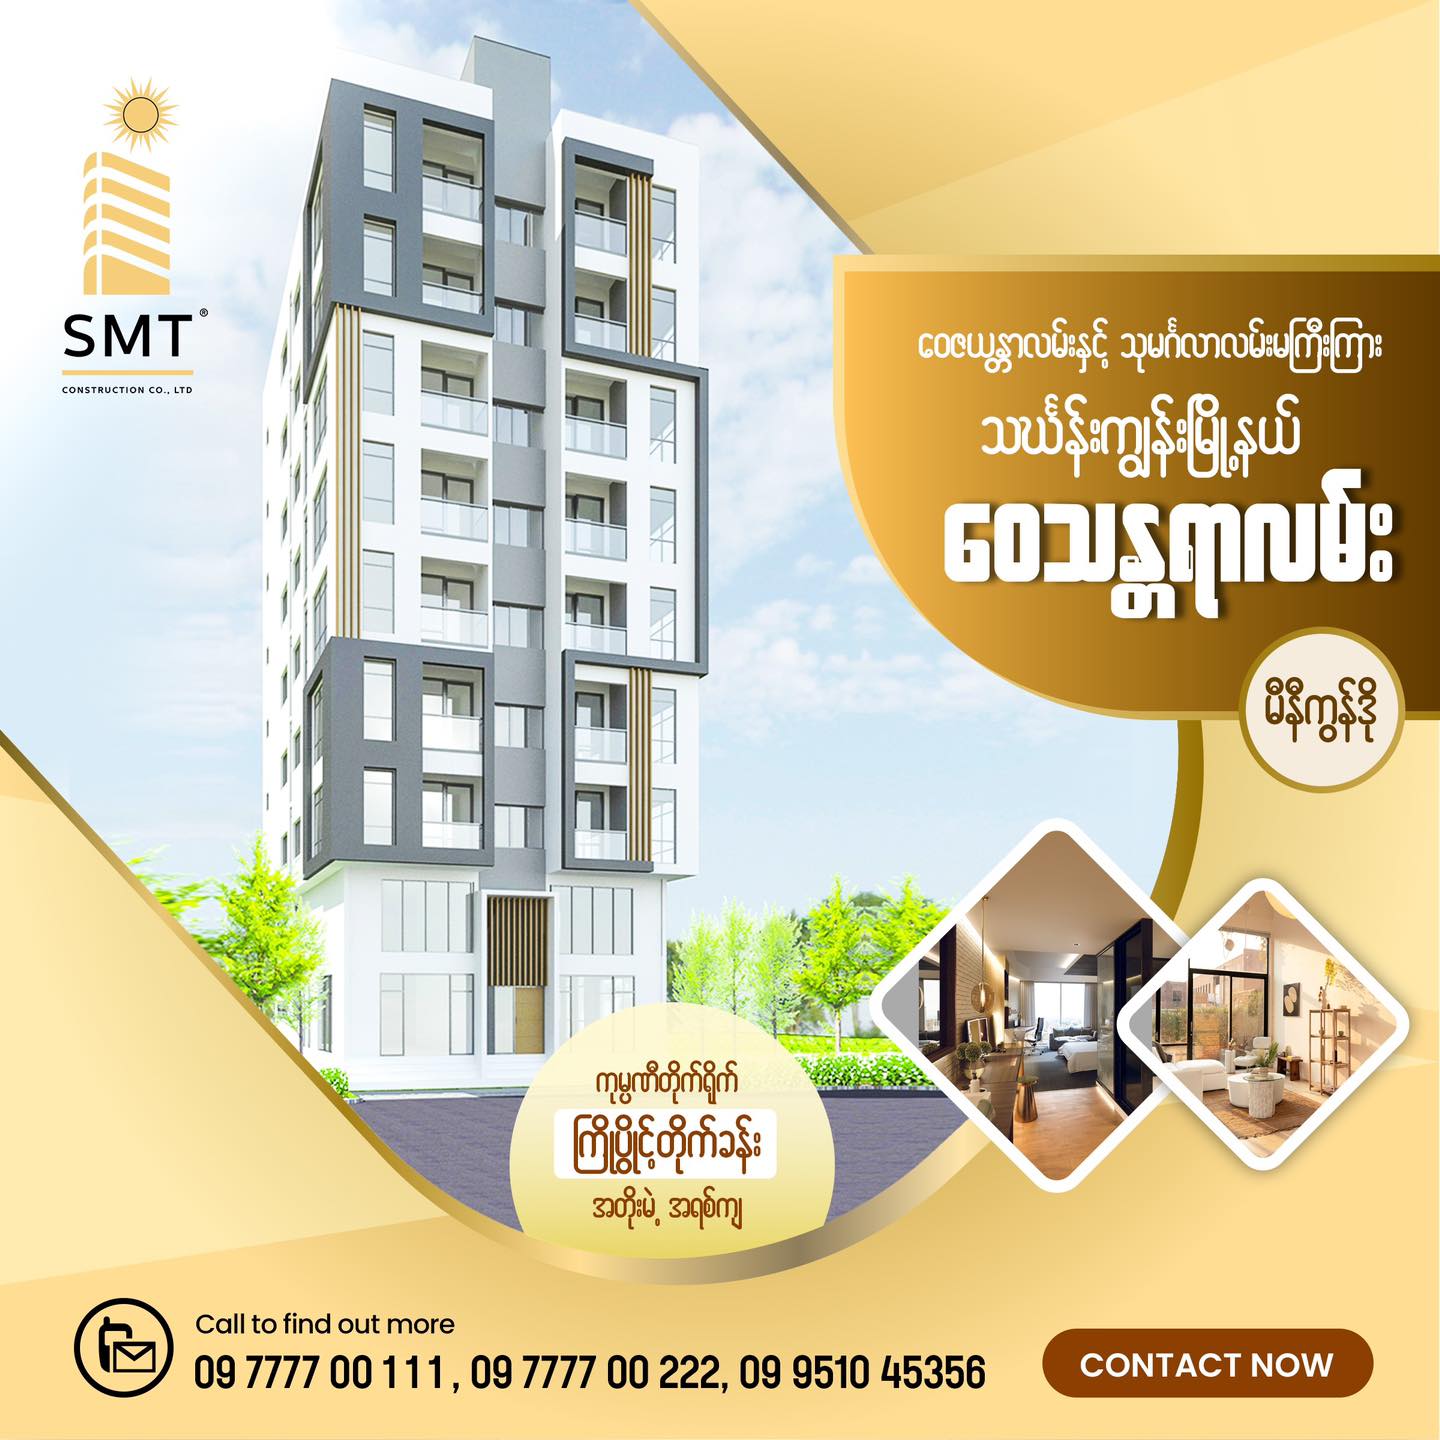 SMT®
CONSTRUCTION CO., LTD
ဝေဇယန္တာလမ်းနှင့် သုမင်္ဂလာလမ်းမကြီးကြား
သင်္ဃန်းကျွန်းမြို့နယ်
ဝေဿန္တရာလမ်း
မီနီကွန်ဒို
ကုမ္ပဏီတိုက်ရိုက်
ကြိုပွိုင့်တိုက်ခန်း
အတိုးမဲ့ အရစ်ကျ
Call to find out more
09 7777 00 111, 09 7777 00 222, 09 9510 45356
CONTACT NOW